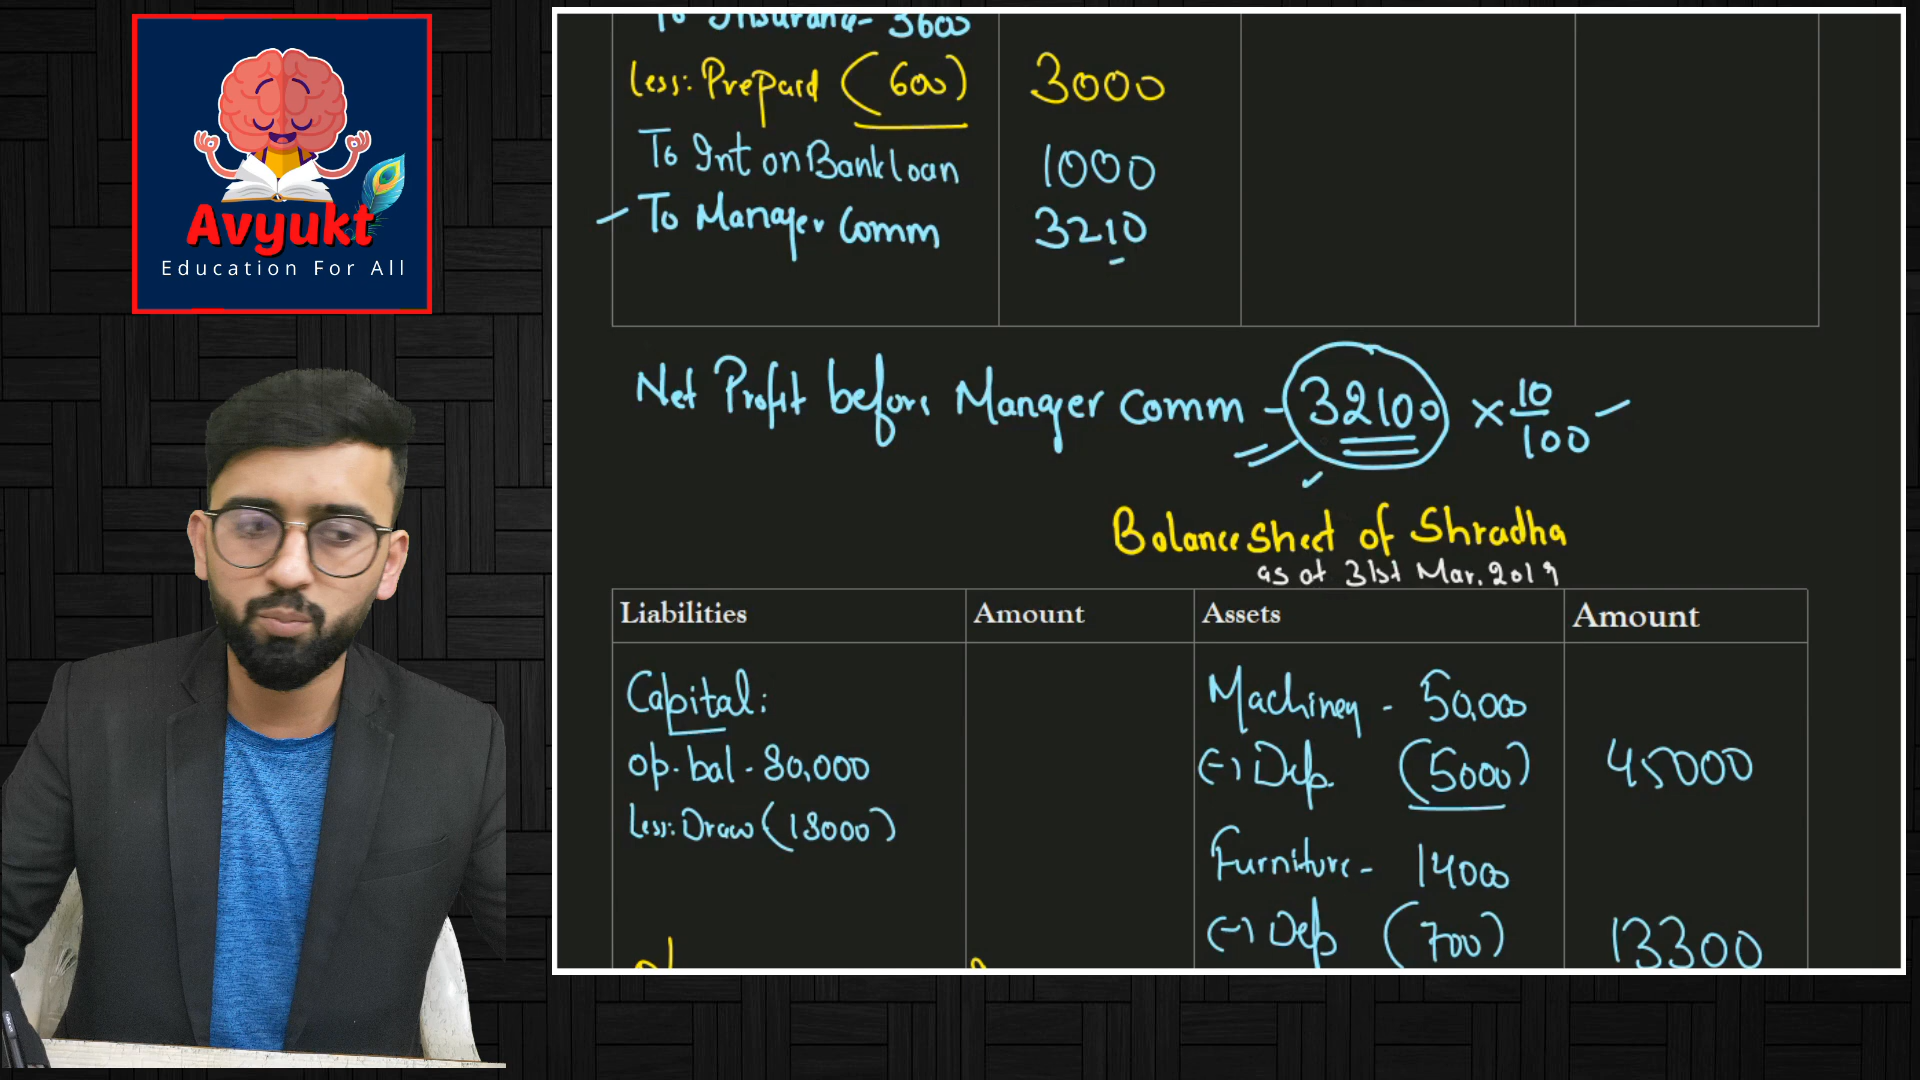 Avyukt
Education For All
To Insurance- 3600
Less: Prepaid (600) 3000
To Int on Bank loan 1000
To Manager Comm 3210
Net Profit before Manager Comm - 32100 × 10/100
Balance Sheet of Shradha
as at 31st Mar. 2019
Liabilities Amount Assets Amount
Capital: Machinery - 50,000
op. bal - 80,000 (-) Dep. (5000) 45000
Less: Draw (18000)
Furniture - 14000
(-) Dep (700) 13300